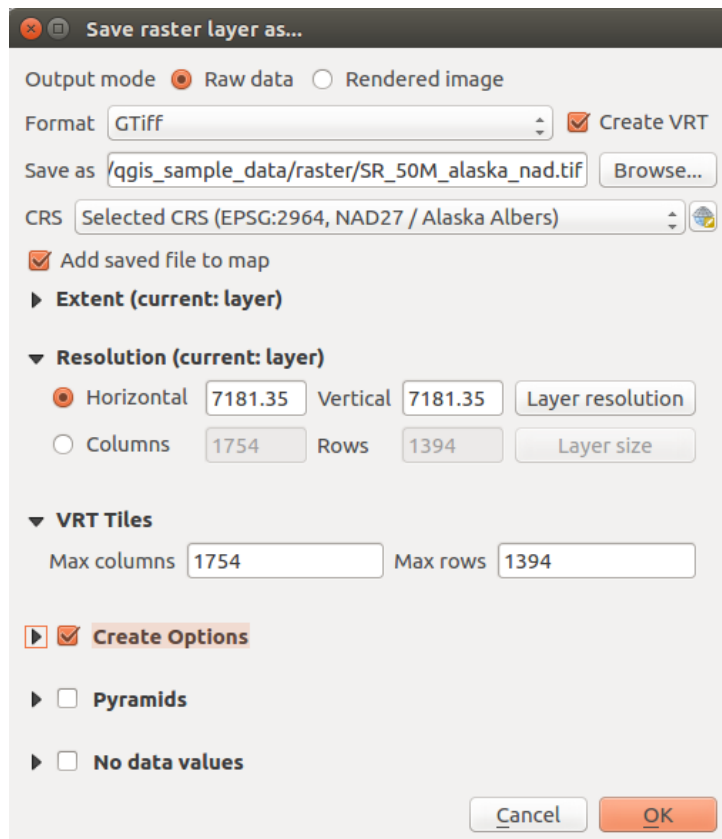 Save raster layer as...
Output mode Raw data Rendered image
Format GTiff Create VRT
Save as /qgis_sample_data/raster/SR_50M_alaska_nad.tif Browse...
CRS Selected CRS (EPSG:2964, NAD27 / Alaska Albers)
Add saved file to map
Extent (current: layer)
Resolution (current: layer)
Horizontal 7181.35 Vertical 7181.35 Layer resolution
Columns 1754 Rows 1394 Layer size
VRT Tiles
Max columns 1754 Max rows 1394
Create Options
Pyramids
No data values
Cancel OK